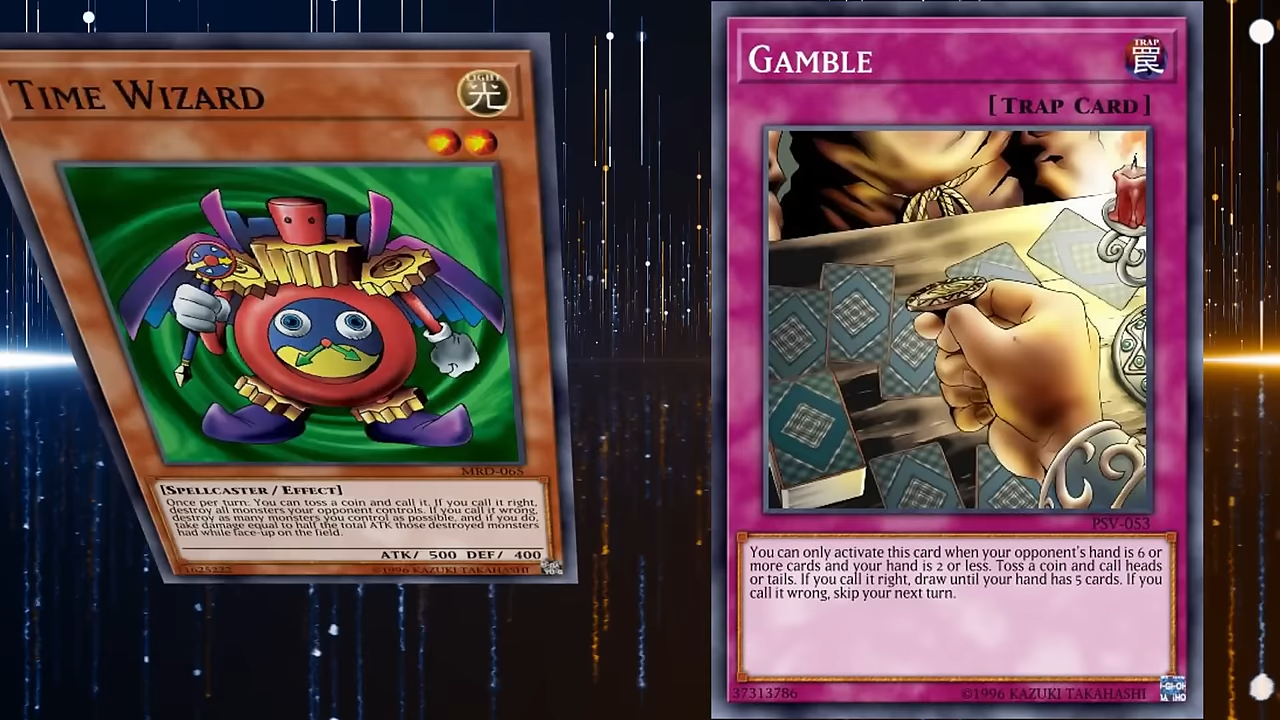 Time Wizard
LIGHT
光
MRD-065
[Spellcaster / Effect]
Once per turn: You can toss a coin and call it. If you call it right,
destroy all monsters your opponent controls. If you call it wrong,
destroy as many monsters you control as possible, and if you do,
take damage equal to half the total ATK those destroyed monsters
had while face-up on the field.
ATK/ 500 DEF/ 400
©1996 KAZUKI TAKAHASHI
Gamble
TRAP
罠
[Trap Card]
PSV-053
You can only activate this card when your opponent's hand is 6 or
more cards and your hand is 2 or less. Toss a coin and call heads
or tails. If you call it right, draw until your hand has 5 cards. If you
call it wrong, skip your next turn.
37313786
©1996 KAZUKI TAKAHASHI